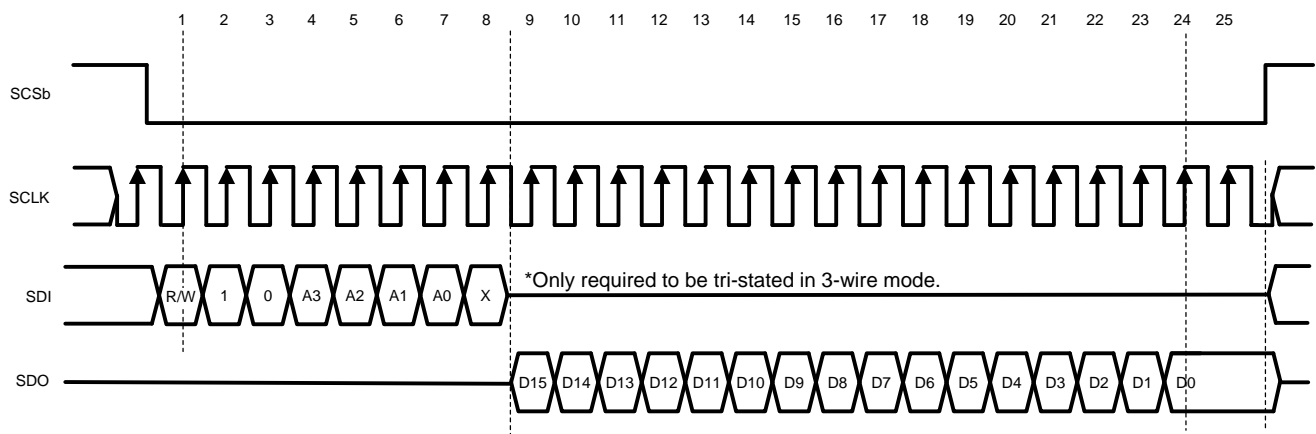 1 2 3 4 5 6 7 8 9 10 11 12 13 14 15 16 17 18 19 20 21 22 23 24 25
SCSb
SCLK
SDI R/W 1 0 A3 A2 A1 A0 X *Only required to be tri-stated in 3-wire mode.
SDO D15 D14 D13 D12 D11 D10 D9 D8 D7 D6 D5 D4 D3 D2 D1 D0